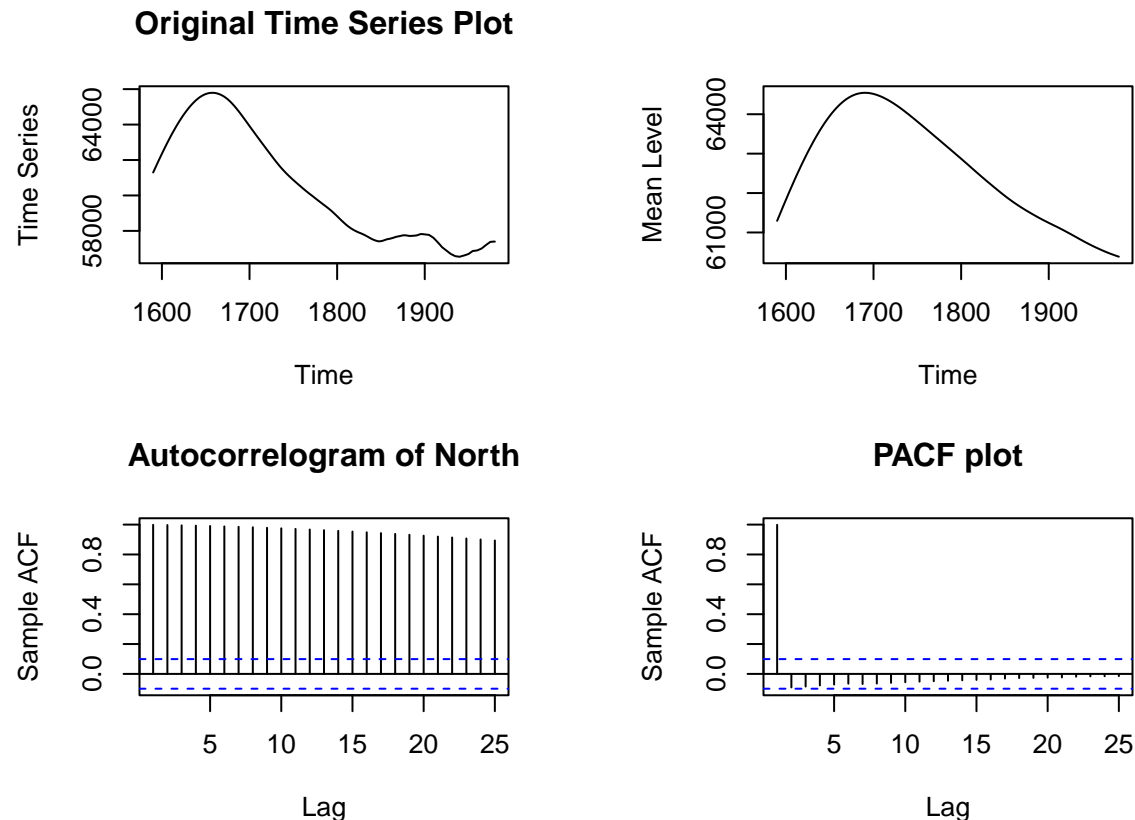 Original Time Series Plot
Time Series
58000
64000
1600 1700 1800 1900
Time
Mean Level
61000
64000
1600 1700 1800 1900
Time
Autocorrelogram of North
Sample ACF
0.0 0.4 0.8
5 10 15 20 25
Lag
PACF plot
Sample ACF
0.0 0.4 0.8
5 10 15 20 25
Lag